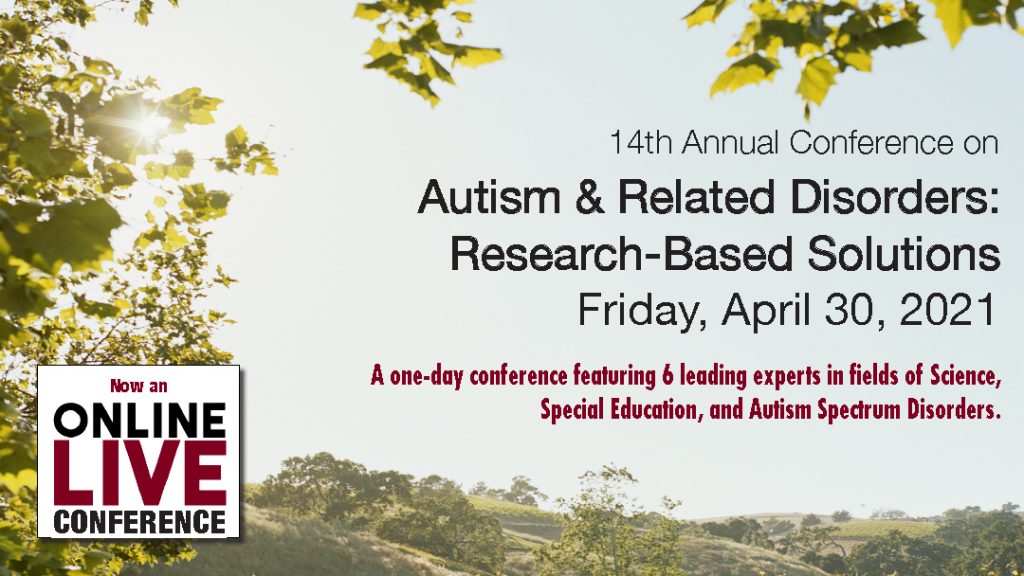 14th Annual Conference on
Autism & Related Disorders:
Research-Based Solutions
Friday, April 30, 2021
A one-day conference featuring 6 leading experts in fields of Science,
Special Education, and Autism Spectrum Disorders.
Now an
ONLINE
LIVE
CONFERENCE